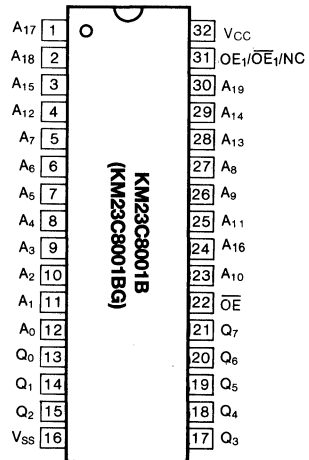 A17 1 32 VCC
A18 2 31 OE1/OE1/NC
A15 3 30 A19
A12 4 29 A14
A7 5 28 A13
A6 6 27 A8
A5 7 26 A9
A4 8 25 A11
A3 9 24 A16
A2 10 23 A10
A1 11 22 OE
A0 12 21 Q7
Q0 13 20 Q6
Q1 14 19 Q5
Q2 15 18 Q4
VSS 16 17 Q3
KM23C8001B
(KM23C8001BG)